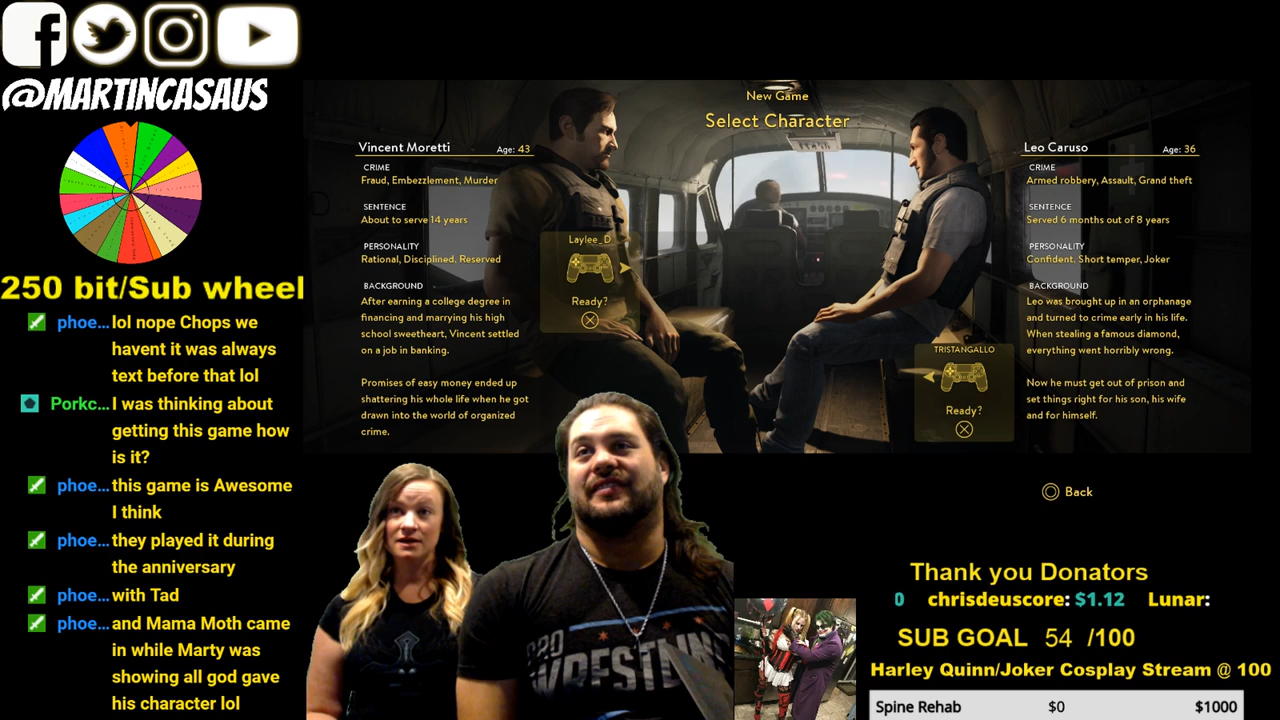 @MARTINCASAUS
250 bit/Sub wheel
phoe... lol nope Chops we
havent it was always
text before that lol
Porkc... I was thinking about
getting this game how
is it?
phoe... this game is Awesome
I think
phoe... they played it during
the anniversary
phoe... with Tad
phoe... and Mama Moth came
in while Marty was
showing all god gave
his character lol
New Game
Select Character
Vincent Moretti Age: 43
CRIME
Fraud, Embezzlement, Murder
SENTENCE
About to serve 14 years
PERSONALITY
Rational, Disciplined, Reserved
BACKGROUND
After earning a college degree in
financing and marrying his high
school sweetheart, Vincent settled
on a job in banking.
Promises of easy money ended up
shattering his whole life when he got
drawn into the world of organized
crime.
Laylee_D
Ready?
TRISTANGALLO
Ready?
Leo Caruso Age: 36
CRIME
Armed robbery, Assault, Grand theft
SENTENCE
Served 6 months out of 8 years
PERSONALITY
Confident, Short temper, Joker
BACKGROUND
Leo was brought up in an orphanage
and turned to crime early in his life.
When stealing a famous diamond,
everything went horribly wrong.
Now he must get out of prison and
set things right for his son, his wife
and for himself.
Back
WRESTLING
Thank you Donators
0 chrisdeuscore: $1.12 Lunar:
SUB GOAL 54 /100
Harley Quinn/Joker Cosplay Stream @ 100
Spine Rehab $0 $1000